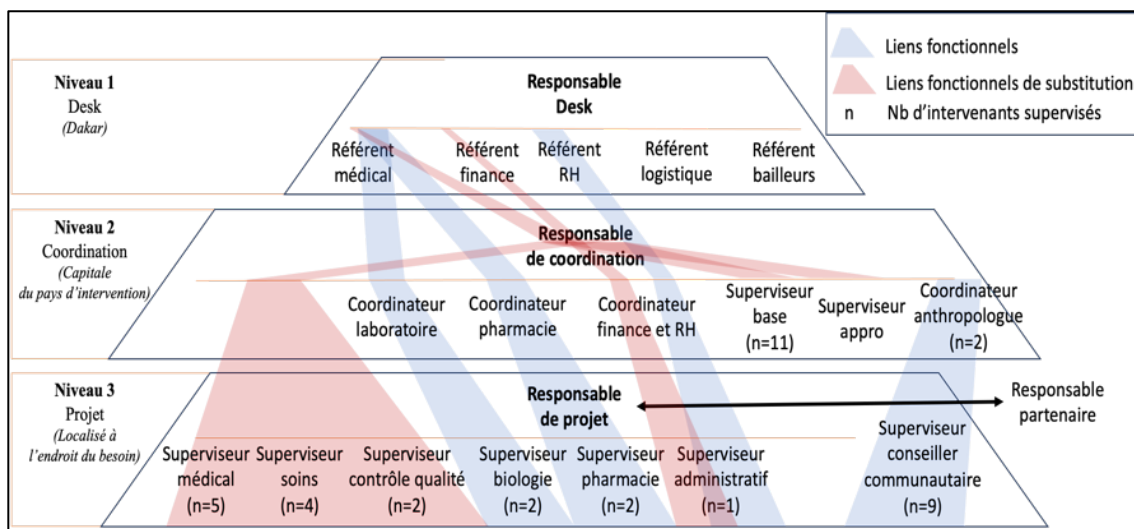 Liens fonctionnels
Liens fonctionnels de substitution
n Nb d’intervenants supervisés
Niveau 1
Desk
(Dakar)
Responsable
Desk
Référent
médical
Référent
finance
Référent
RH
Référent
logistique
Référent
bailleurs
Niveau 2
Coordination
(Capitale
du pays d’intervention)
Responsable
de coordination
Coordinateur
laboratoire
Coordinateur
pharmacie
Coordinateur
finance et RH
Superviseur
base
(n=11)
Superviseur
appro
Coordinateur
anthropologue
(n=2)
Niveau 3
Projet
(Localisé à
l’endroit du besoin)
Responsable
de projet
Responsable
partenaire
Superviseur
médical
(n=5)
Superviseur
soins
(n=4)
Superviseur
contrôle qualité
(n=2)
Superviseur
biologie
(n=2)
Superviseur
pharmacie
(n=2)
Superviseur
administratif
(n=1)
Superviseur
conseiller
communautaire
(n=9)